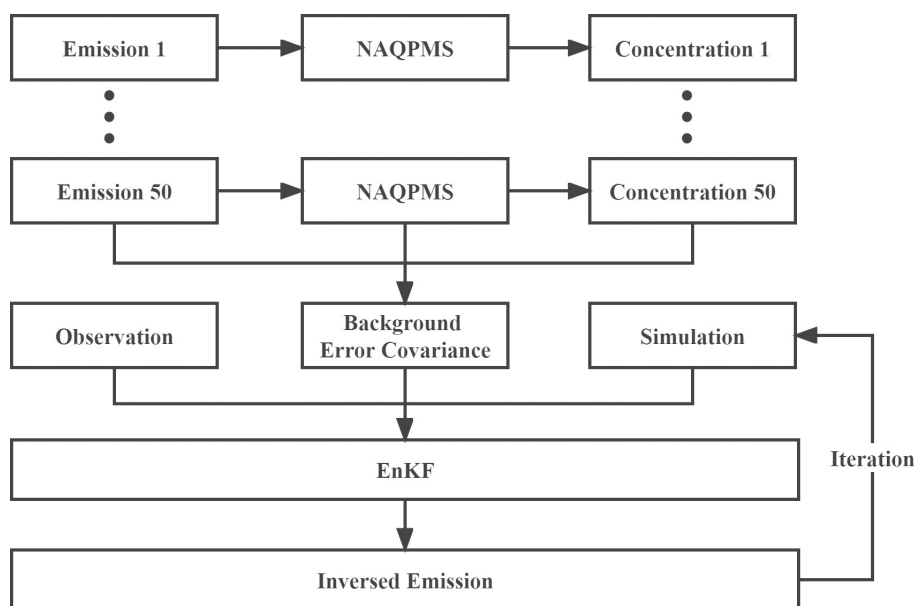 Emission 1
NAQPMS
Concentration 1
Emission 50
NAQPMS
Concentration 50
Observation
Background
Error Covariance
Simulation
EnKF
Iteration
Inversed Emission